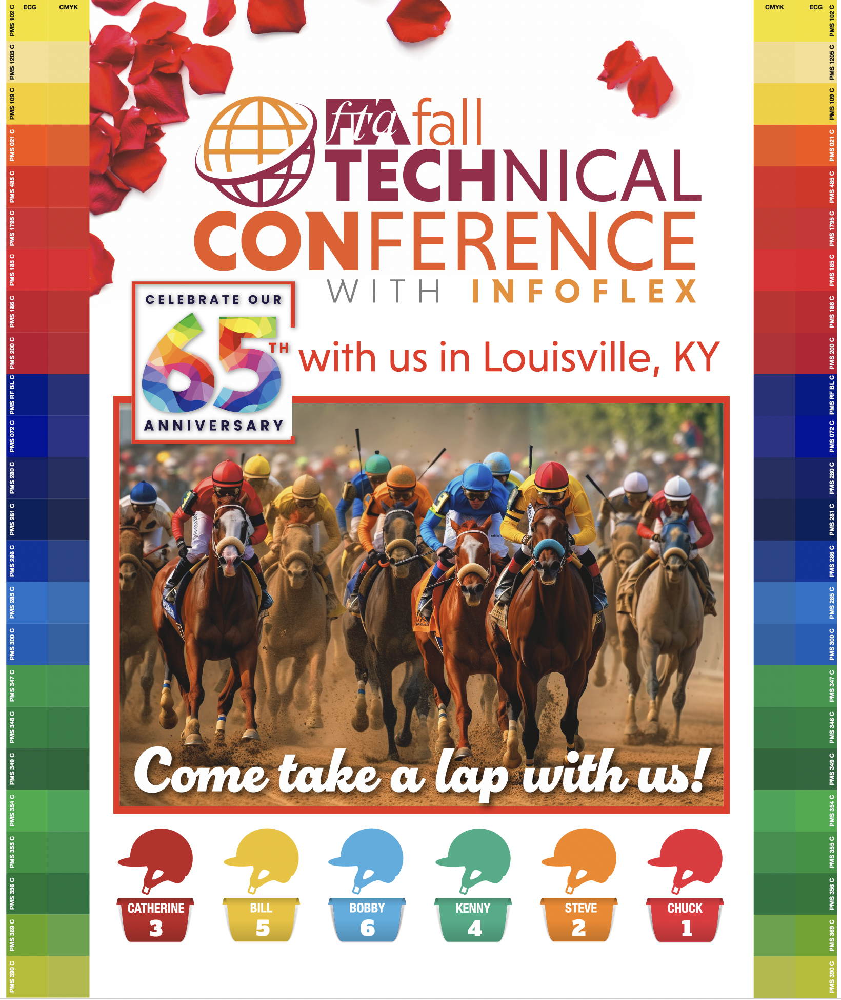 ECG CMYK
PMS 102 C
PMS 1205 C
PMS 109 C
PMS 021 C
PMS 485 C
PMS 1795 C
PMS 185 C
PMS 186 C
PMS 200 C
PMS RF BL C
PMS 072 C
PMS 280 C
PMS 281 C
PMS 286 C
PMS 285 C
PMS 300 C
PMS 347 C
PMS 348 C
PMS 349 C
PMS 354 C
PMS 355 C
PMS 356 C
PMS 369 C
PMS 390 C
fta fall
TECHNICAL
CONFERENCE
WITH INFOFLEX
CELEBRATE OUR
65TH
ANNIVERSARY
with us in Louisville, KY
Come take a lap with us!
CATHERINE
3
BILL
5
BOBBY
6
KENNY
4
STEVE
2
CHUCK
1
CMYK ECG
PMS 102 C
PMS 1205 C
PMS 109 C
PMS 021 C
PMS 485 C
PMS 1795 C
PMS 185 C
PMS 186 C
PMS 200 C
PMS RF BL C
PMS 072 C
PMS 280 C
PMS 281 C
PMS 286 C
PMS 285 C
PMS 300 C
PMS 347 C
PMS 348 C
PMS 349 C
PMS 354 C
PMS 355 C
PMS 356 C
PMS 369 C
PMS 390 C